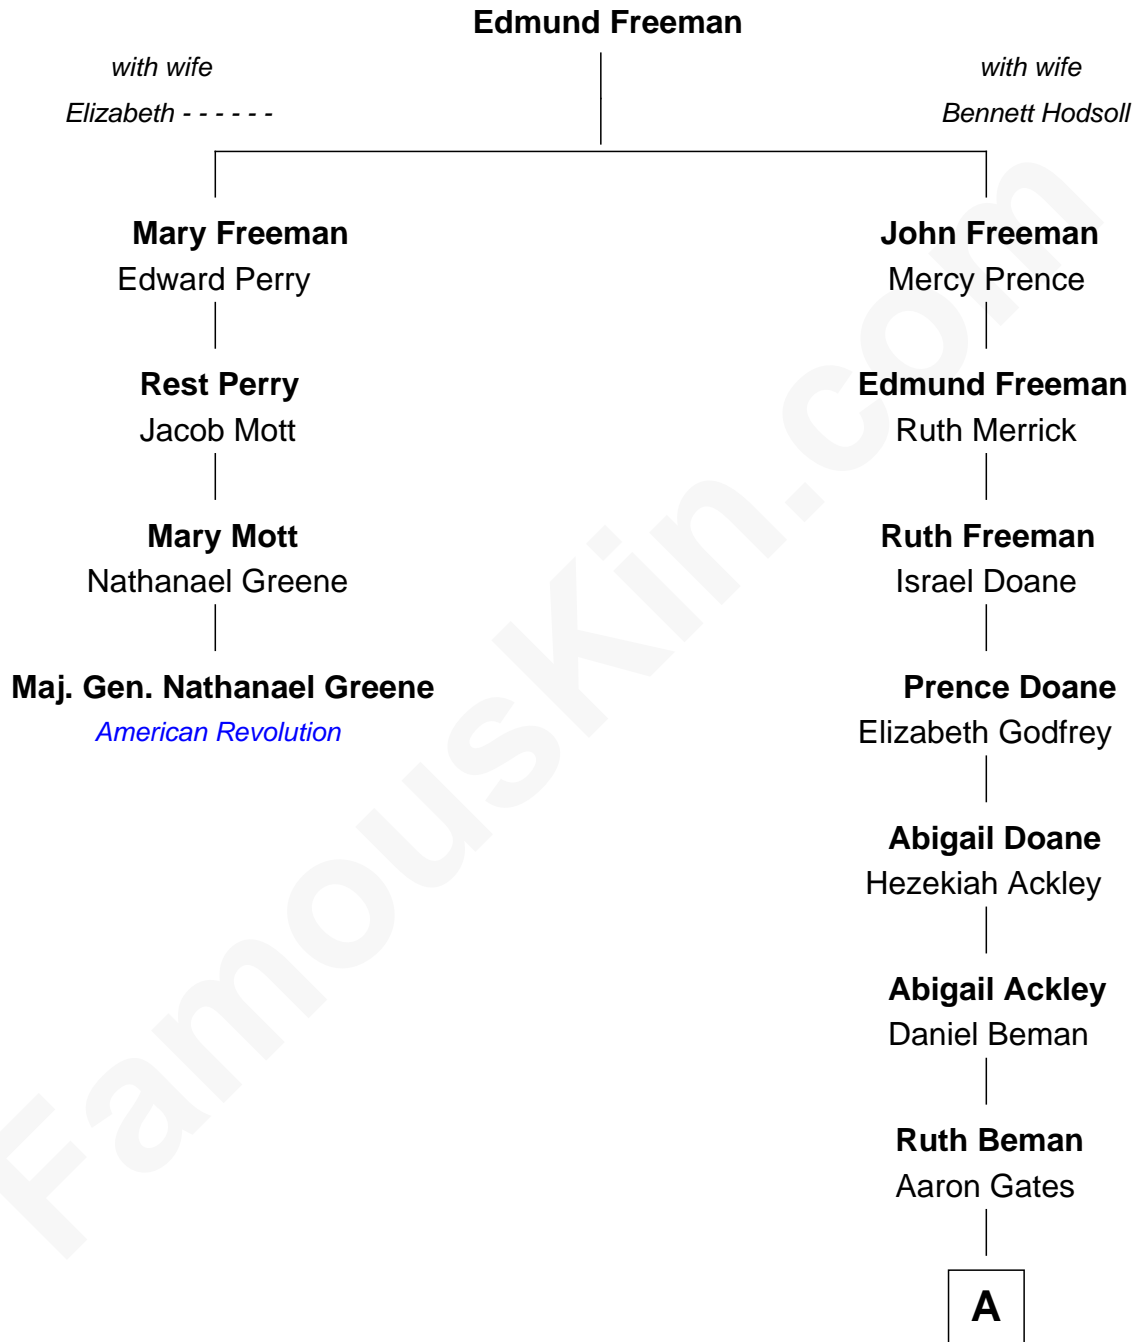 Edmund Freeman
with wife
Elizabeth - - - - - -
with wife
Bennett Hodsoll
Mary Freeman
Edward Perry
John Freeman
Mercy Prence
Rest Perry
Jacob Mott
Edmund Freeman
Ruth Merrick
Mary Mott
Nathanael Greene
Ruth Freeman
Israel Doane
Maj. Gen. Nathanael Greene
American Revolution
Prence Doane
Elizabeth Godfrey
Abigail Doane
Hezekiah Ackley
Abigail Ackley
Daniel Beman
Ruth Beman
Aaron Gates
A
FamousKin.com